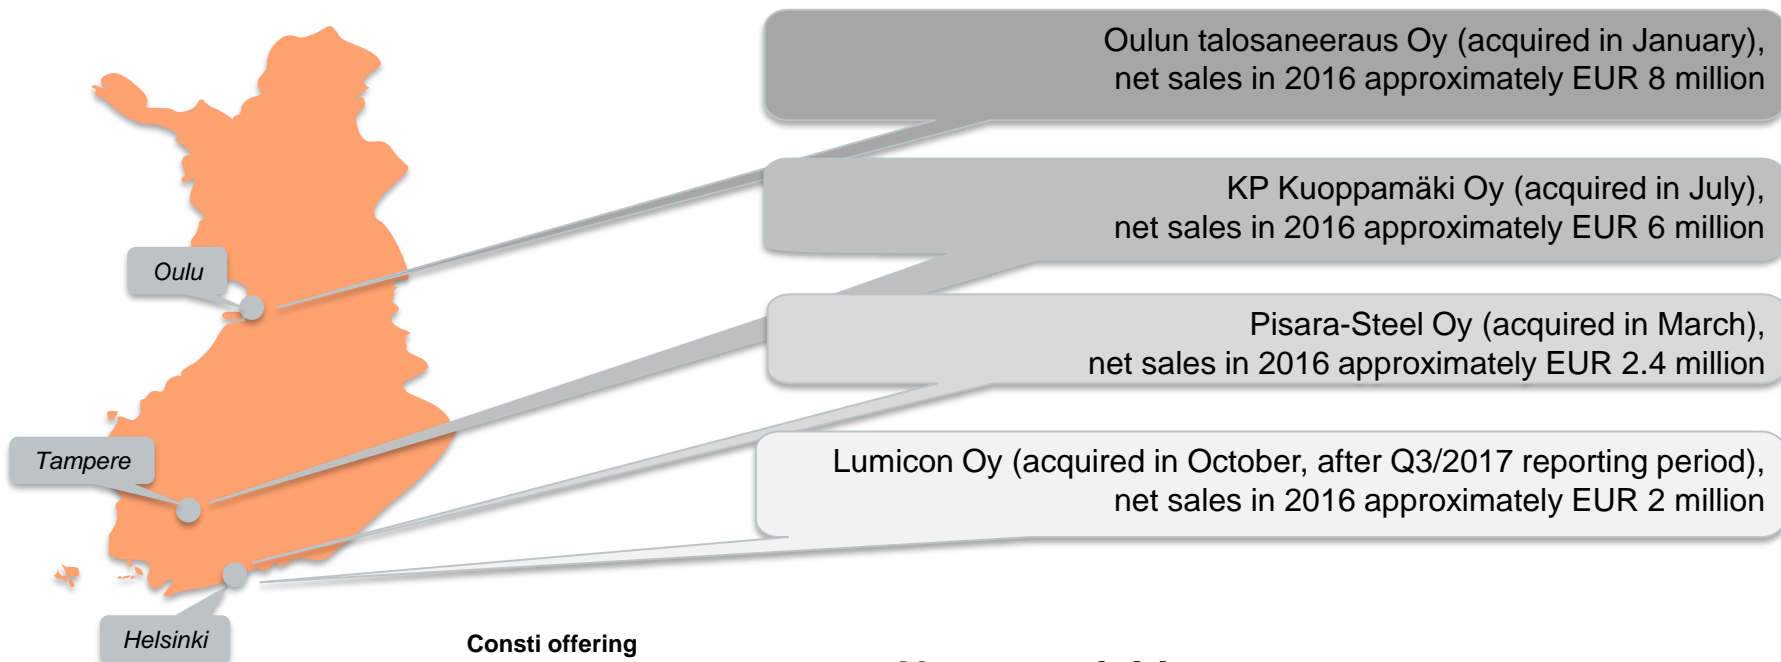 Oulun talosaneeraus Oy (acquired in January),
net sales in 2016 approximately EUR 8 million
KP Kuoppamäki Oy (acquired in July),
net sales in 2016 approximately EUR 6 million
Oulu
Pisara-Steel Oy (acquired in March),
net sales in 2016 approximately EUR 2.4 million
Tampere
Lumicon Oy (acquired in October, after Q3/2017 reporting period),
net sales in 2016 approximately EUR 2 million
Helsinki
Consti offering